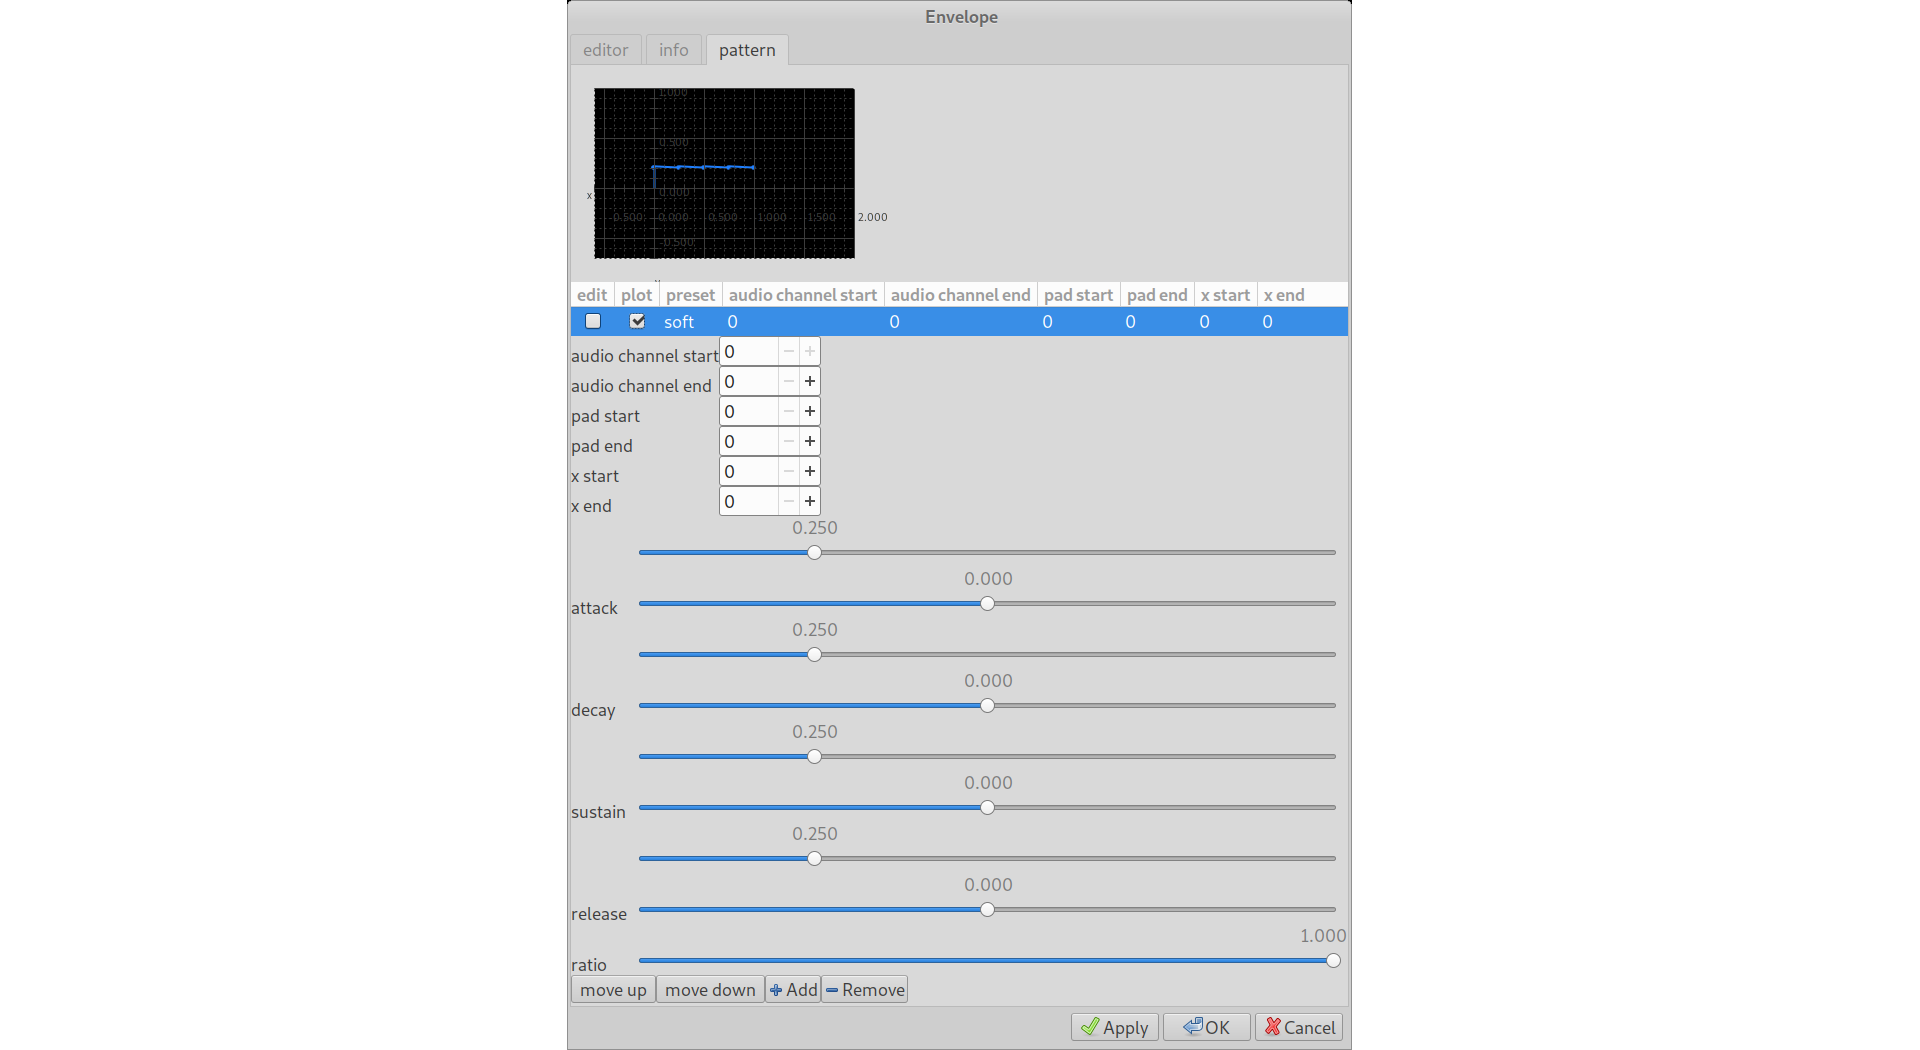 Envelope
editor info pattern
1.000
0.500
x
0.000
0.500 0.000 0.500 1.000 1.500 2.000
-0.500
edit plot preset audio channel start audio channel end pad start pad end x start x end
soft 0 0 0 0 0 0
audio channel start 0
audio channel end 0
pad start 0
pad end 0
x start 0
x end 0
0.250
0.000
attack
0.250
0.000
decay
0.250
0.000
sustain
0.250
0.000
release
1.000
ratio
move up move down Add Remove
Apply OK Cancel